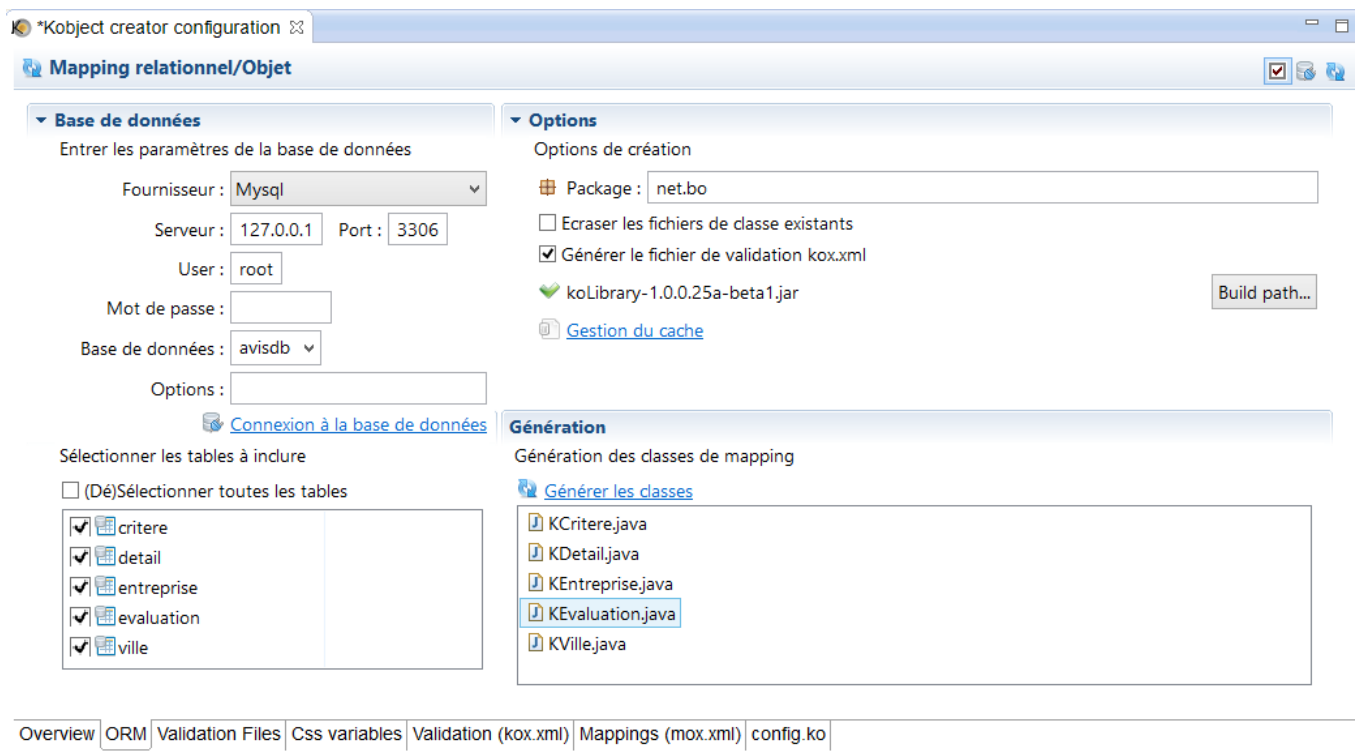 *Kobject creator configuration
Mapping relationnel/Objet
Base de données
Entrer les paramètres de la base de données
Fournisseur : Mysql
Serveur : 127.0.0.1 Port : 3306
User : root
Mot de passe :
Base de données : avisdb
Options :
Connexion à la base de données
Sélectionner les tables à inclure
(Dé)Sélectionner toutes les tables
critere
detail
entreprise
evaluation
ville
Options
Options de création
Package : net.bo
Ecraser les fichiers de classe existants
Générer le fichier de validation kox.xml
koLibrary-1.0.0.25a-beta1.jar Build path...
Gestion du cache
Génération
Génération des classes de mapping
Générer les classes
KCritere.java
KDetail.java
KEntreprise.java
KEvaluation.java
KVille.java
Overview ORM Validation Files Css variables Validation (kox.xml) Mappings (mox.xml) config.ko